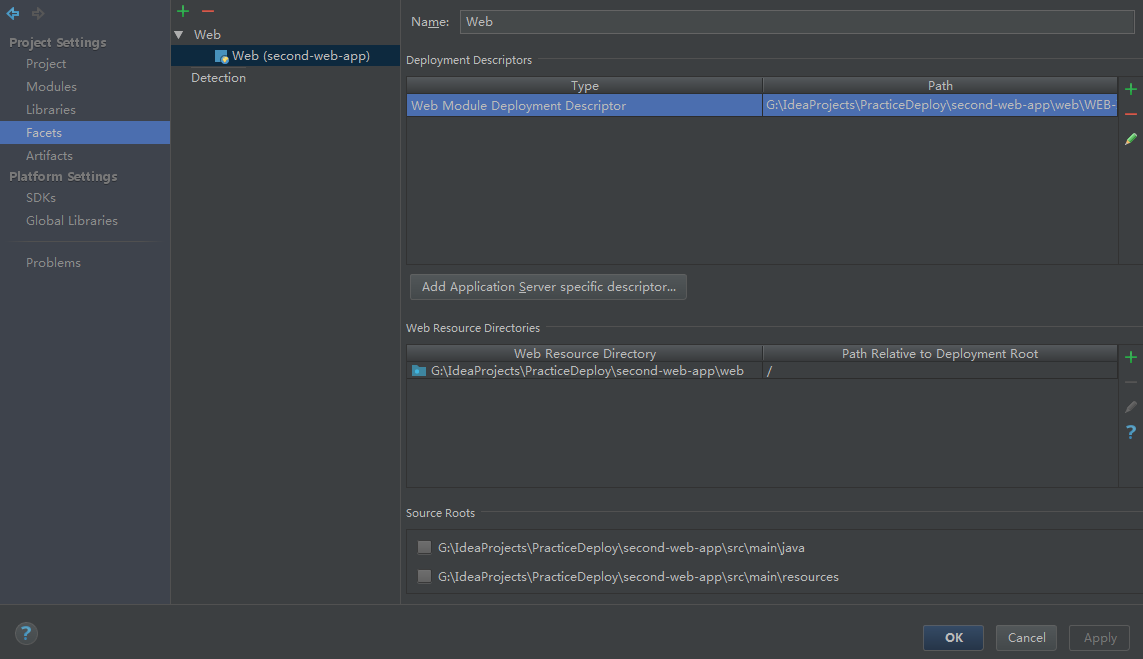 Project Settings
Project
Modules
Libraries
Facets
Artifacts
Platform Settings
SDKs
Global Libraries
Problems
Web
Web (second-web-app)
Detection
Name: Web
Deployment Descriptors
Type Path
Web Module Deployment Descriptor G:\IdeaProjects\PracticeDeploy\second-web-app\web\WEB-
Add Application Server specific descriptor...
Web Resource Directories
Web Resource Directory Path Relative to Deployment Root
G:\IdeaProjects\PracticeDeploy\second-web-app\web /
Source Roots
G:\IdeaProjects\PracticeDeploy\second-web-app\src\main\java
G:\IdeaProjects\PracticeDeploy\second-web-app\src\main\resources
? OK Cancel Apply